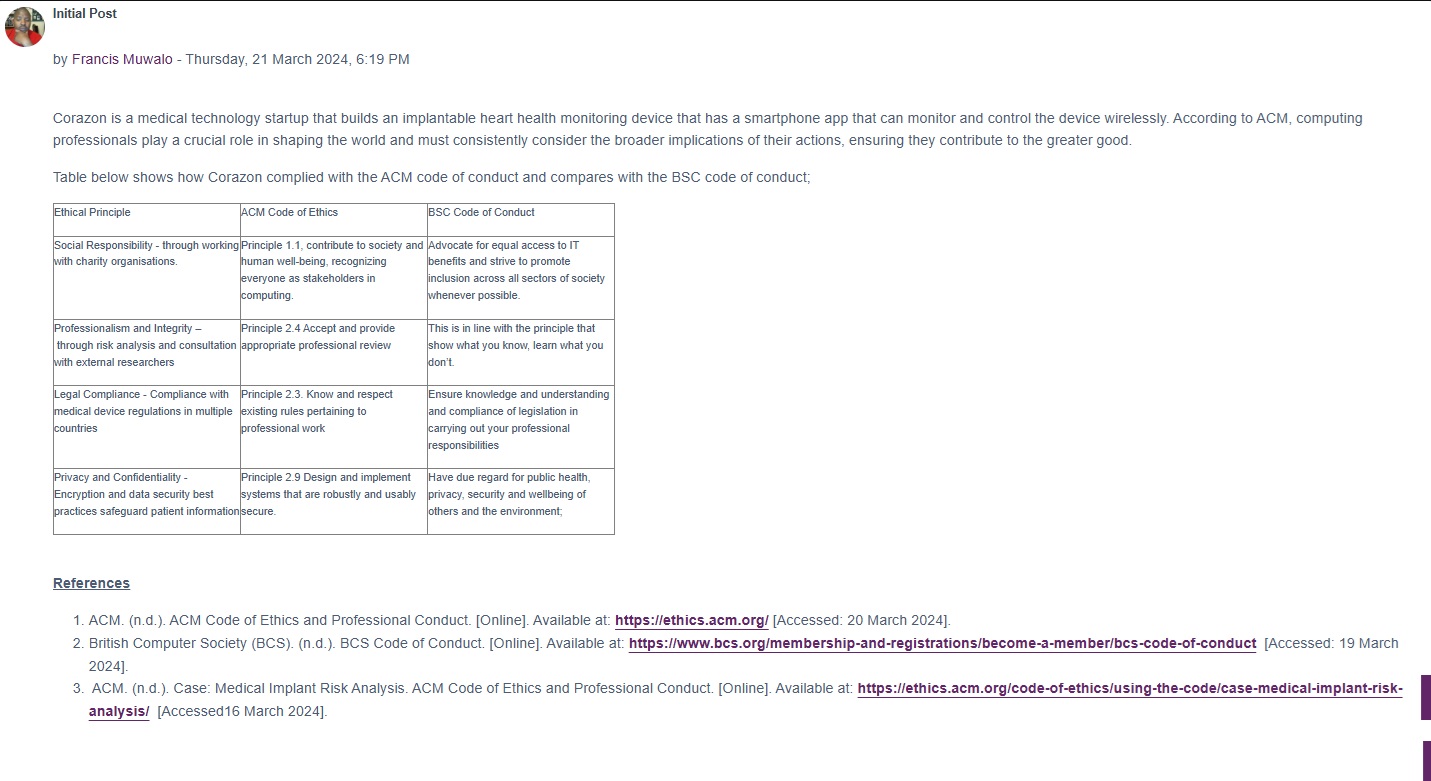 Initial Post
by Francis Muwalo - Thursday, 21 March 2024, 6:19 PM
Corazon is a medical technology startup that builds an implantable heart health monitoring device that has a smartphone app that can monitor and control the device wirelessly. According to ACM, computing
professionals play a crucial role in shaping the world and must consistently consider the broader implications of their actions, ensuring they contribute to the greater good.
Table below shows how Corazon complied with the ACM code of conduct and compares with the BSC code of conduct;
Ethical Principle
ACM Code of Ethics
BSC Code of Conduct
Social Responsibility - through working
with charity organisations.
Principle 1.1, contribute to society and
human well-being, recognizing
everyone as stakeholders in
computing.
Advocate for equal access to IT
benefits and strive to promote
inclusion across all sectors of society
whenever possible.
Professionalism and Integrity –
through risk analysis and consultation
with external researchers
Principle 2.4 Accept and provide
appropriate professional review
This is in line with the principle that
show what you know, learn what you
don't.
Legal Compliance - Compliance with
medical device regulations in multiple
countries
Principle 2.3. Know and respect
existing rules pertaining to
professional work
Ensure knowledge and understanding
and compliance of legislation in
carrying out your professional
responsibilities
Privacy and Confidentiality -
Encryption and data security best
practices safeguard patient information
Principle 2.9 Design and implement
systems that are robustly and usably
secure.
Have due regard for public health,
privacy, security and wellbeing of
others and the environment;
References
1. ACM. (n.d.). ACM Code of Ethics and Professional Conduct. [Online]. Available at: https://ethics.acm.org/ [Accessed: 20 March 2024].
2. British Computer Society (BCS). (n.d.). BCS Code of Conduct. [Online]. Available at: https://www.bcs.org/membership-and-registrations/become-a-member/bcs-code-of-conduct [Accessed: 19 March
2024].
3. ACM. (n.d.). Case: Medical Implant Risk Analysis. ACM Code of Ethics and Professional Conduct. [Online]. Available at: https://ethics.acm.org/code-of-ethics/using-the-code/case-medical-implant-risk-
analysis/ [Accessed16 March 2024].